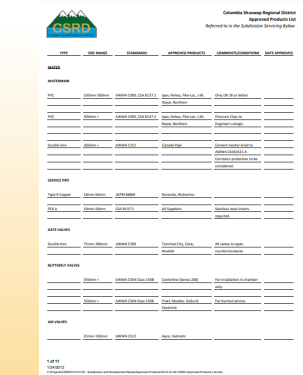 Columbia Shuswap Regional District
Approved Products List
Referred to in the Subdivision Servicing Bylaw
CSRD
TYPE SIZE RANGE STANDARDS APPROVED PRODUCTS COMMENTS/CONDITIONS DATE APPROVED
WATER
WATERMAIN
PVC 100mm-300mm AWWA C900, CSA B137.3 Ipex, Rehau, Flex-Lox, J-M, Only DR 18 or better
Royal, Northern
PVC 300mm + AWWA C905, CSA B137.3 Ipex, Rehau, Flex-Lox, J-M, Pressure Class to
Royal, Northern Engineer's design.
Ductile Iron 300mm + AWWA C151 Canada Pipe Cement mortar lined to
AWWA
Corrosion protection to be
considered.
SERVICE PIPE
Type K Copper 19mm-50mm ASTM B88M Noranda, Wolverine
PEX A 19mm-50mm CSA B137.5 All Suppliers Stainless steel inserts
required.
GATE VALVES
Ductile Iron 75mm-200mm AWWA C509 Terminal City, Clow, All valves to open
Mueller counterclockwise.
BUTTERFLY VALVES
350mm + AWWA C504 Class 150B Centerline (Series 200) For installation in chamber
only.
250mm + AWWA C504 Class 150B Pratt, Mueller, DeZurik For buried service.
Keystone
AIR VALVES
25mm-150mm AWWA C512 Apco, Valmatic
1 of 11
1/24/2012